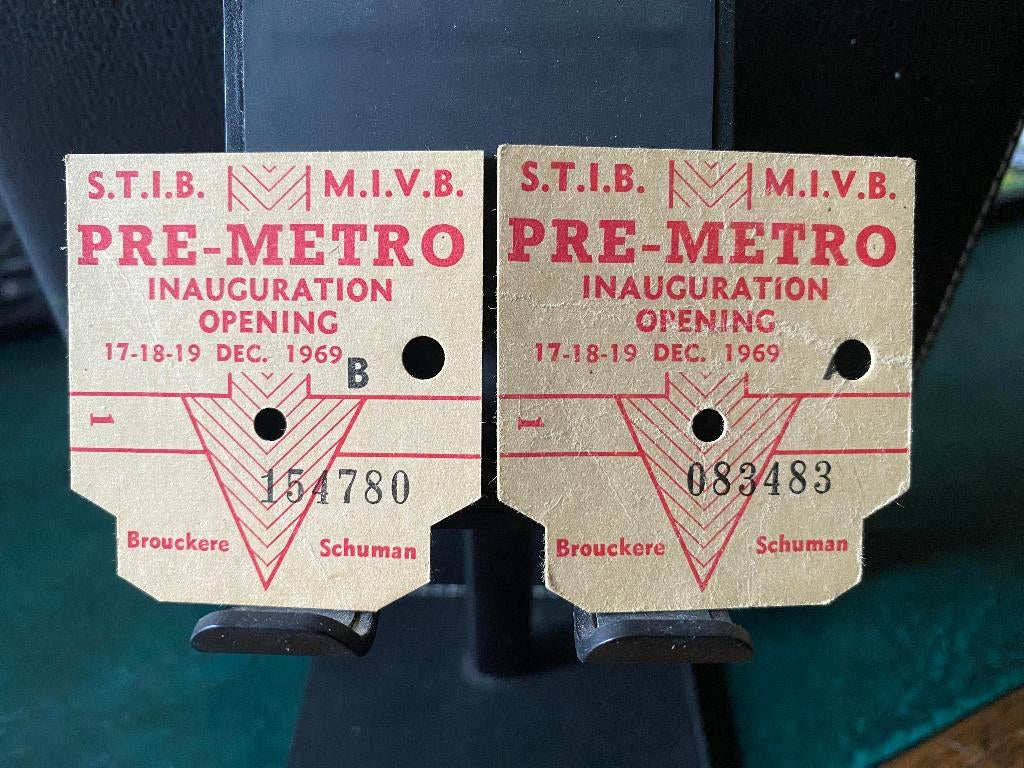 S.T.I.B. M.I.V.B.
PRE-METRO
INAUGURATION
OPENING
17-18-19 DEC. 1969
B
1
154780
Brouckere Schuman
S.T.I.B. M.I.V.B.
PRE-METRO
INAUGURATION
OPENING
17-18-19 DEC. 1969
A
1
083483
Brouckere Schuman